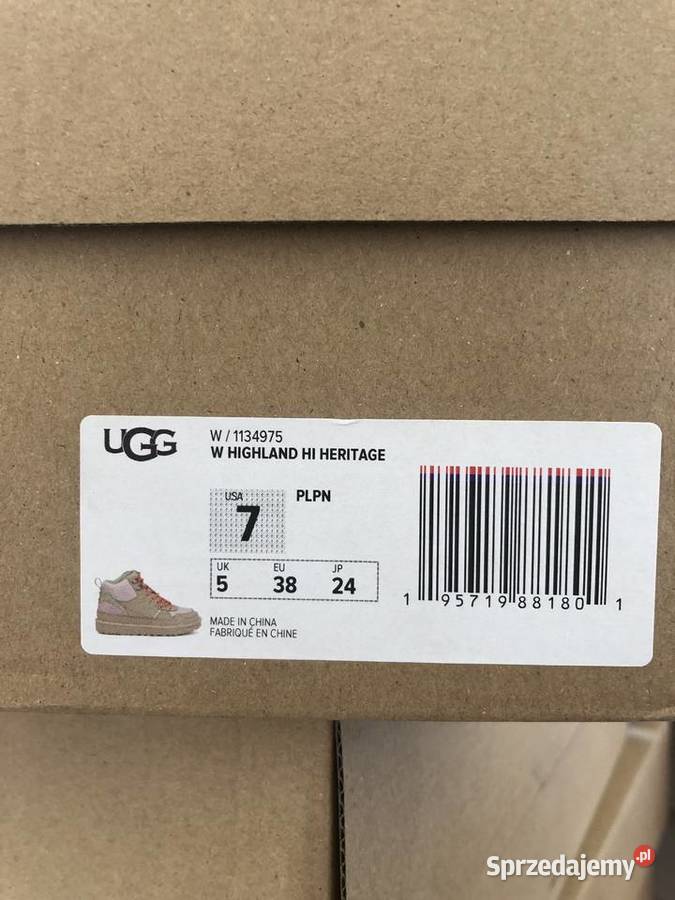 UGG
W / 1134975
W HIGHLAND HI HERITAGE
USA
7
PLPN
UK EU JP
5 38 24
MADE IN CHINA
FABRIQUÉ EN CHINE
1 95719 88180 1
Sprzedajemy.pl